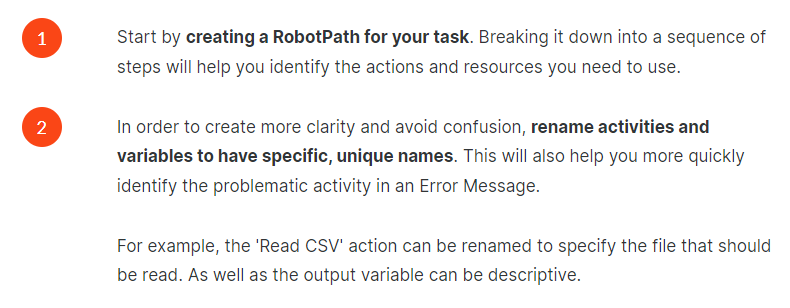 1
Start by creating a RobotPath for your task. Breaking it down into a sequence of
steps will help you identify the actions and resources you need to use.
2
In order to create more clarity and avoid confusion, rename activities and
variables to have specific, unique names. This will also help you more quickly
identify the problematic activity in an Error Message.
For example, the 'Read CSV' action can be renamed to specify the file that should
be read. As well as the output variable can be descriptive.